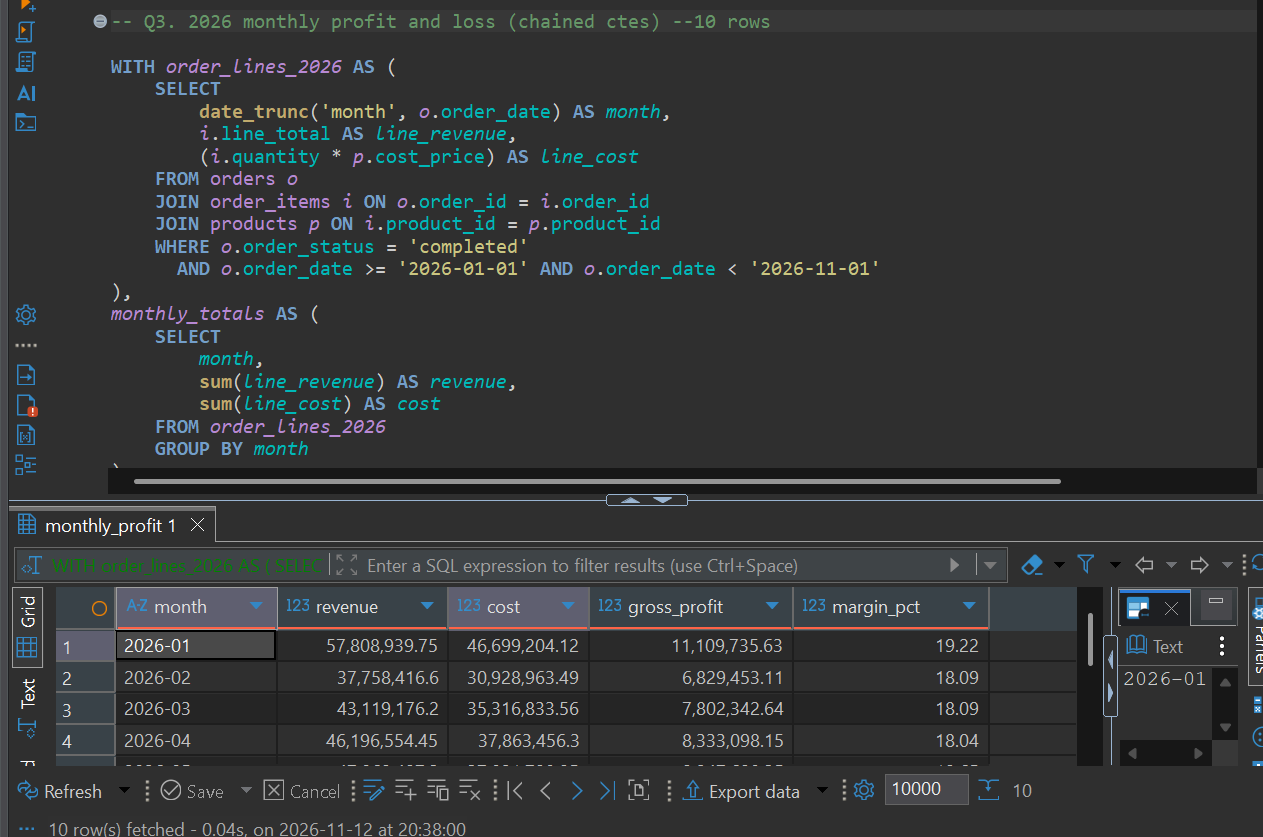 -- Q3. 2026 monthly profit and loss (chained ctes) --10 rows
WITH order_lines_2026 AS (
SELECT
date_trunc('month', o.order_date) AS month,
i.line_total AS line_revenue,
(i.quantity * p.cost_price) AS line_cost
FROM orders o
JOIN order_items i ON o.order_id = i.order_id
JOIN products p ON i.product_id = p.product_id
WHERE o.order_status = 'completed'
AND o.order_date >= '2026-01-01' AND o.order_date < '2026-11-01'
),
monthly_totals AS (
SELECT
month,
sum(line_revenue) AS revenue,
sum(line_cost) AS cost
FROM order_lines_2026
GROUP BY month
AI
monthly_profit 1
WITH order_lines_2026 AS ( SELEC
Enter a SQL expression to filter results (use Ctrl+Space)
Grid
Text
A-Z month 123 revenue 123 cost 123 gross_profit 123 margin_pct
1 2026-01 57,808,939.75 46,699,204.12 11,109,735.63 19.22
2 2026-02 37,758,416.6 30,928,963.49 6,829,453.11 18.09
3 2026-03 43,119,176.2 35,316,833.56 7,802,342.64 18.09
4 2026-04 46,196,554.45 37,863,456.3 8,333,098.15 18.04
Text
2026-01
Panels
Refresh Save Cancel Export data 10000 10
10 row(s) fetched - 0.04s, on 2026-11-12 at 20:38:00